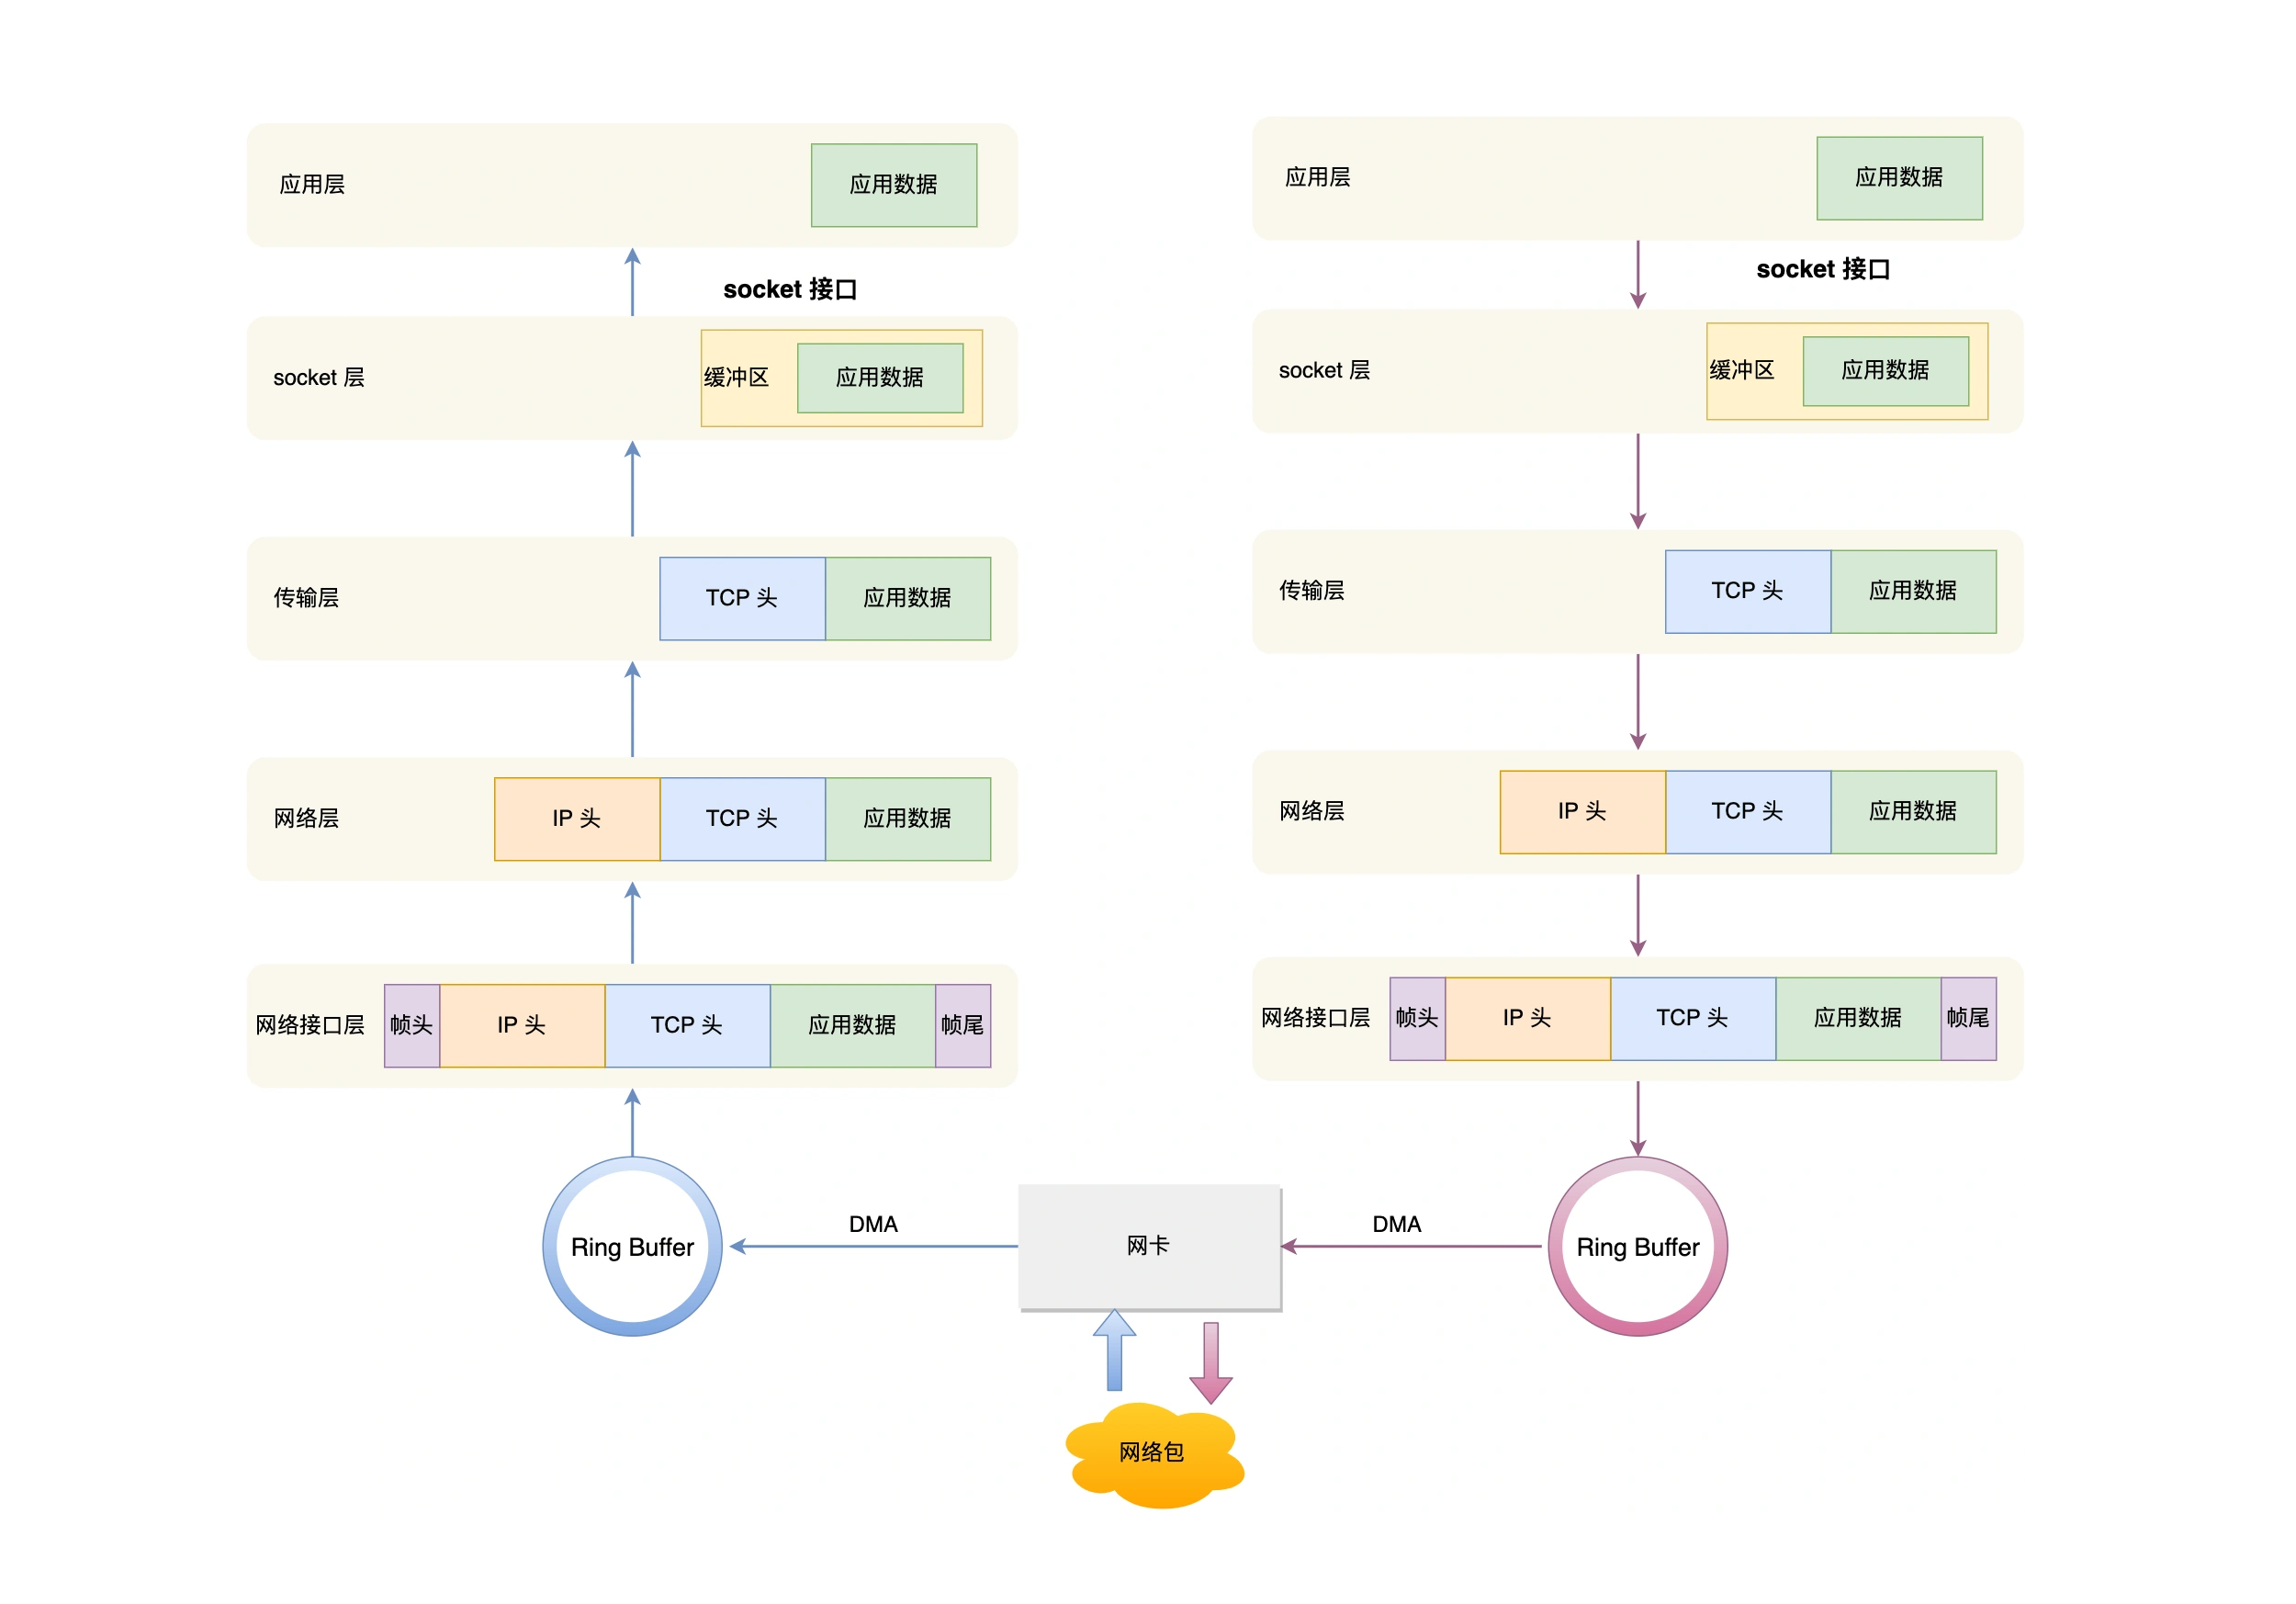 应用层
应用数据
socket 接口
socket 层
缓冲区
应用数据
传输层
TCP 头
应用数据
网络层
IP 头
TCP 头
应用数据
网络接口层
帧头
IP 头
TCP 头
应用数据
帧尾
Ring Buffer
DMA
网卡
网络包
应用层
应用数据
socket 接口
socket 层
缓冲区
应用数据
传输层
TCP 头
应用数据
网络层
IP 头
TCP 头
应用数据
网络接口层
帧头
IP 头
TCP 头
应用数据
帧尾
DMA
Ring Buffer